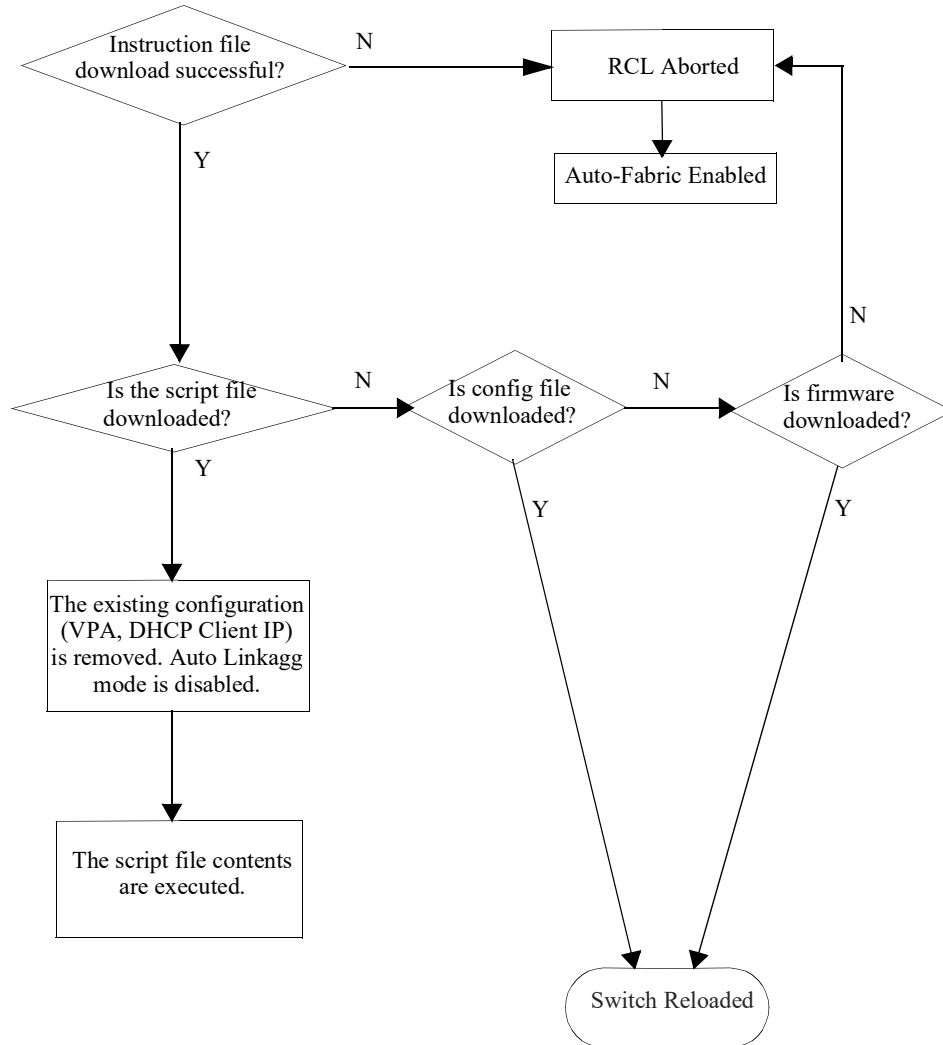 Instruction file
download successful?
N
RCL Aborted
Y
Auto-Fabric Enabled
N
Is the script file
downloaded?
N
Is config file
downloaded?
N
Is firmware
downloaded?
Y
Y
Y
The existing configuration
(VPA, DHCP Client IP)
is removed. Auto Linkagg
mode is disabled.
The script file contents
are executed.
Switch Reloaded